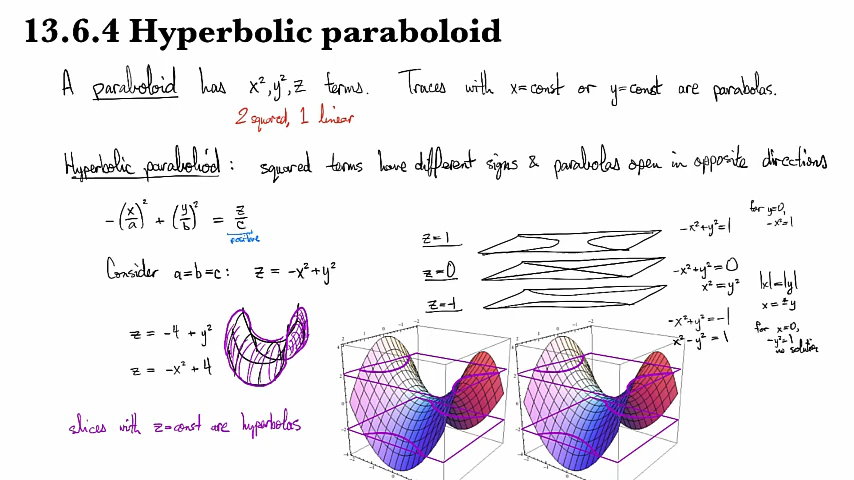 13.6.4 Hyperbolic paraboloid
A paraboloid has x², y², z terms. Traces with x=const or y=const are parabolas.
2 squared, 1 linear
Hyperbolic paraboloid: squared terms have different signs & parabolas open in opposite directions
-(x/a)² + (y/b)² = z/c
positive
Consider a=b=c: z = -x²+y²
z = -4 + y²
z = -x² + 4
slices with z=const are hyperbolas
z=1
z=0
z=-1
-x²+y²=1
for y=0,
-x²=1
-x²+y²=0
x²=y²
|x|=|y|
x=±y
-x²+y²=-1
x²-y²=1
for x=0,
-y²=1
no solution